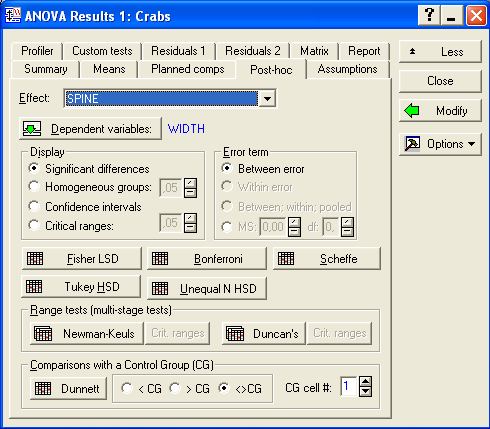 ANOVA Results 1: Crabs
Profiler Custom tests Residuals 1 Residuals 2 Matrix Report
Summary Means Planned comps Post-hoc Assumptions
Less
Close
Modify
Options
Effect: SPINE
Dependent variables: WIDTH
Display
Significant differences
Homogeneous groups: ,05
Confidence intervals
Critical ranges: ,05
Error term
Between error
Within error
Between; within; pooled
MS: 0,00 df: 0,
Fisher LSD Bonferroni Scheffe
Tukey HSD Unequal N HSD
Range tests (multi-stage tests)
Newman-Keuls Crit. ranges Duncan's Crit. ranges
Comparisons with a Control Group (CG)
Dunnett < CG > CG <>CG CG cell #: 1